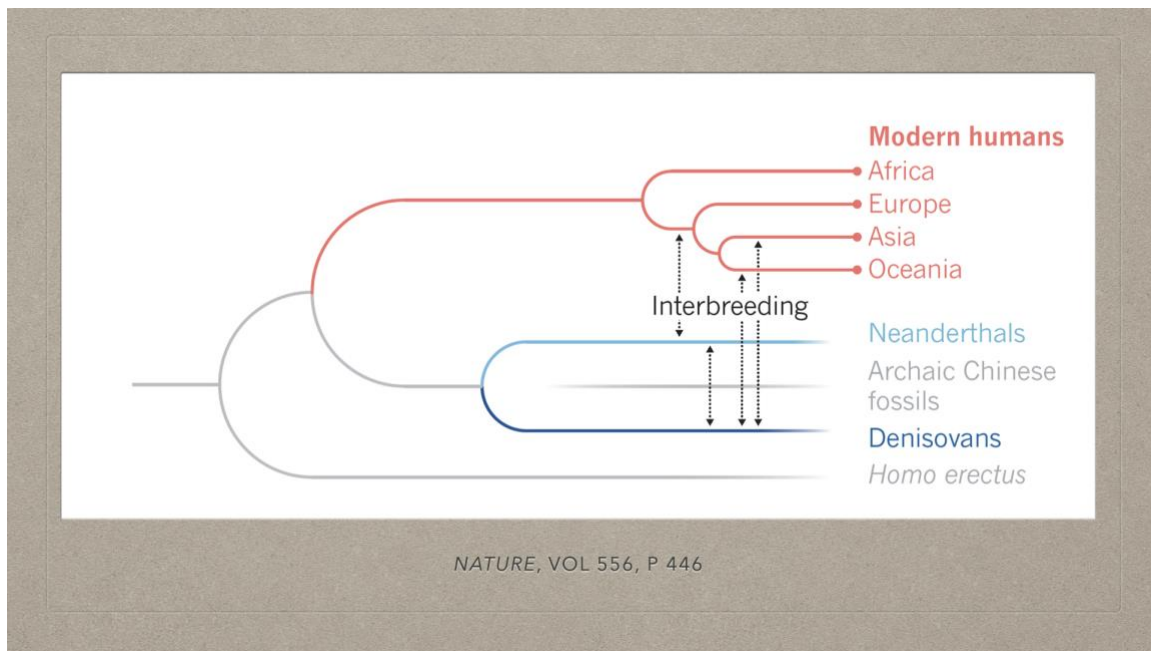 Modern humans
Africa
Europe
Asia
Oceania
Interbreeding
Neanderthals
Archaic Chinese
fossils
Denisovans
Homo erectus
NATURE, VOL 556, P 446